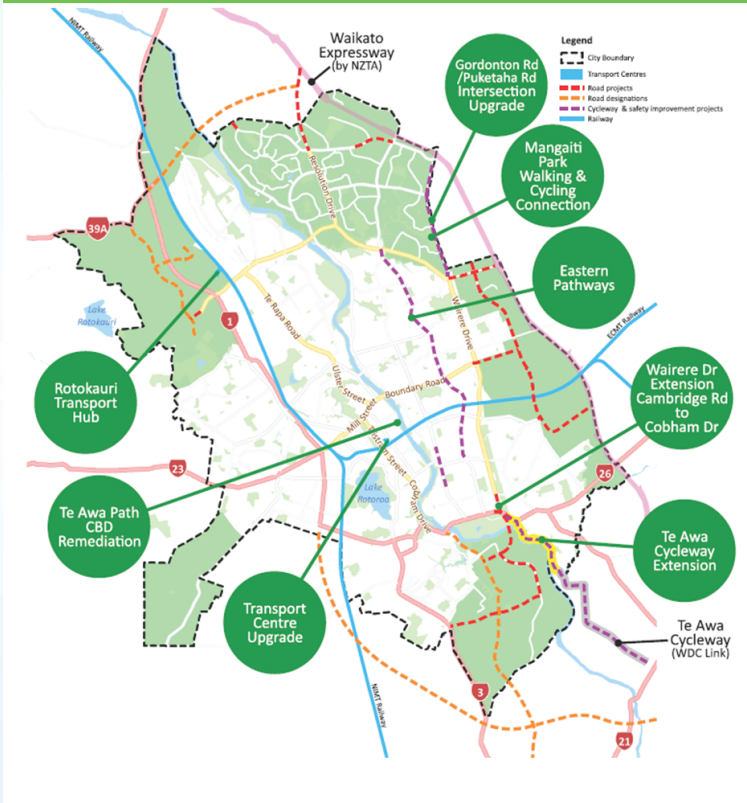 NIMT Railway
Waikato
Expressway
(by NZTA)
Gordonton Rd
/Puketaha Rd
Intersection
Upgrade
Legend
City Boundary
Transport Centres
Road projects
Road designations
Cycleway & safety improvement projects
Railway
Mangaiti
Park
Walking &
Cycling
Connection
Resolution Drive
39A
Eastern
Pathways
Lake
Rotokauri
1
Te Rapa Road
Wairere Drive
ECMT Railway
Rotokauri
Transport
Hub
Ulster Street
Boundary Road
Mill Street
Wairere Dr
Extension
Cambridge Rd
to
Cobham Dr
23
Lake
Rotoroa
Cobham Drive
26
Te Awa Path
CBD
Remediation
Te Awa
Cycleway
Extension
Transport
Centre
Upgrade
Te Awa
Cycleway
(WDC Link)
3
NIMT Railway
21